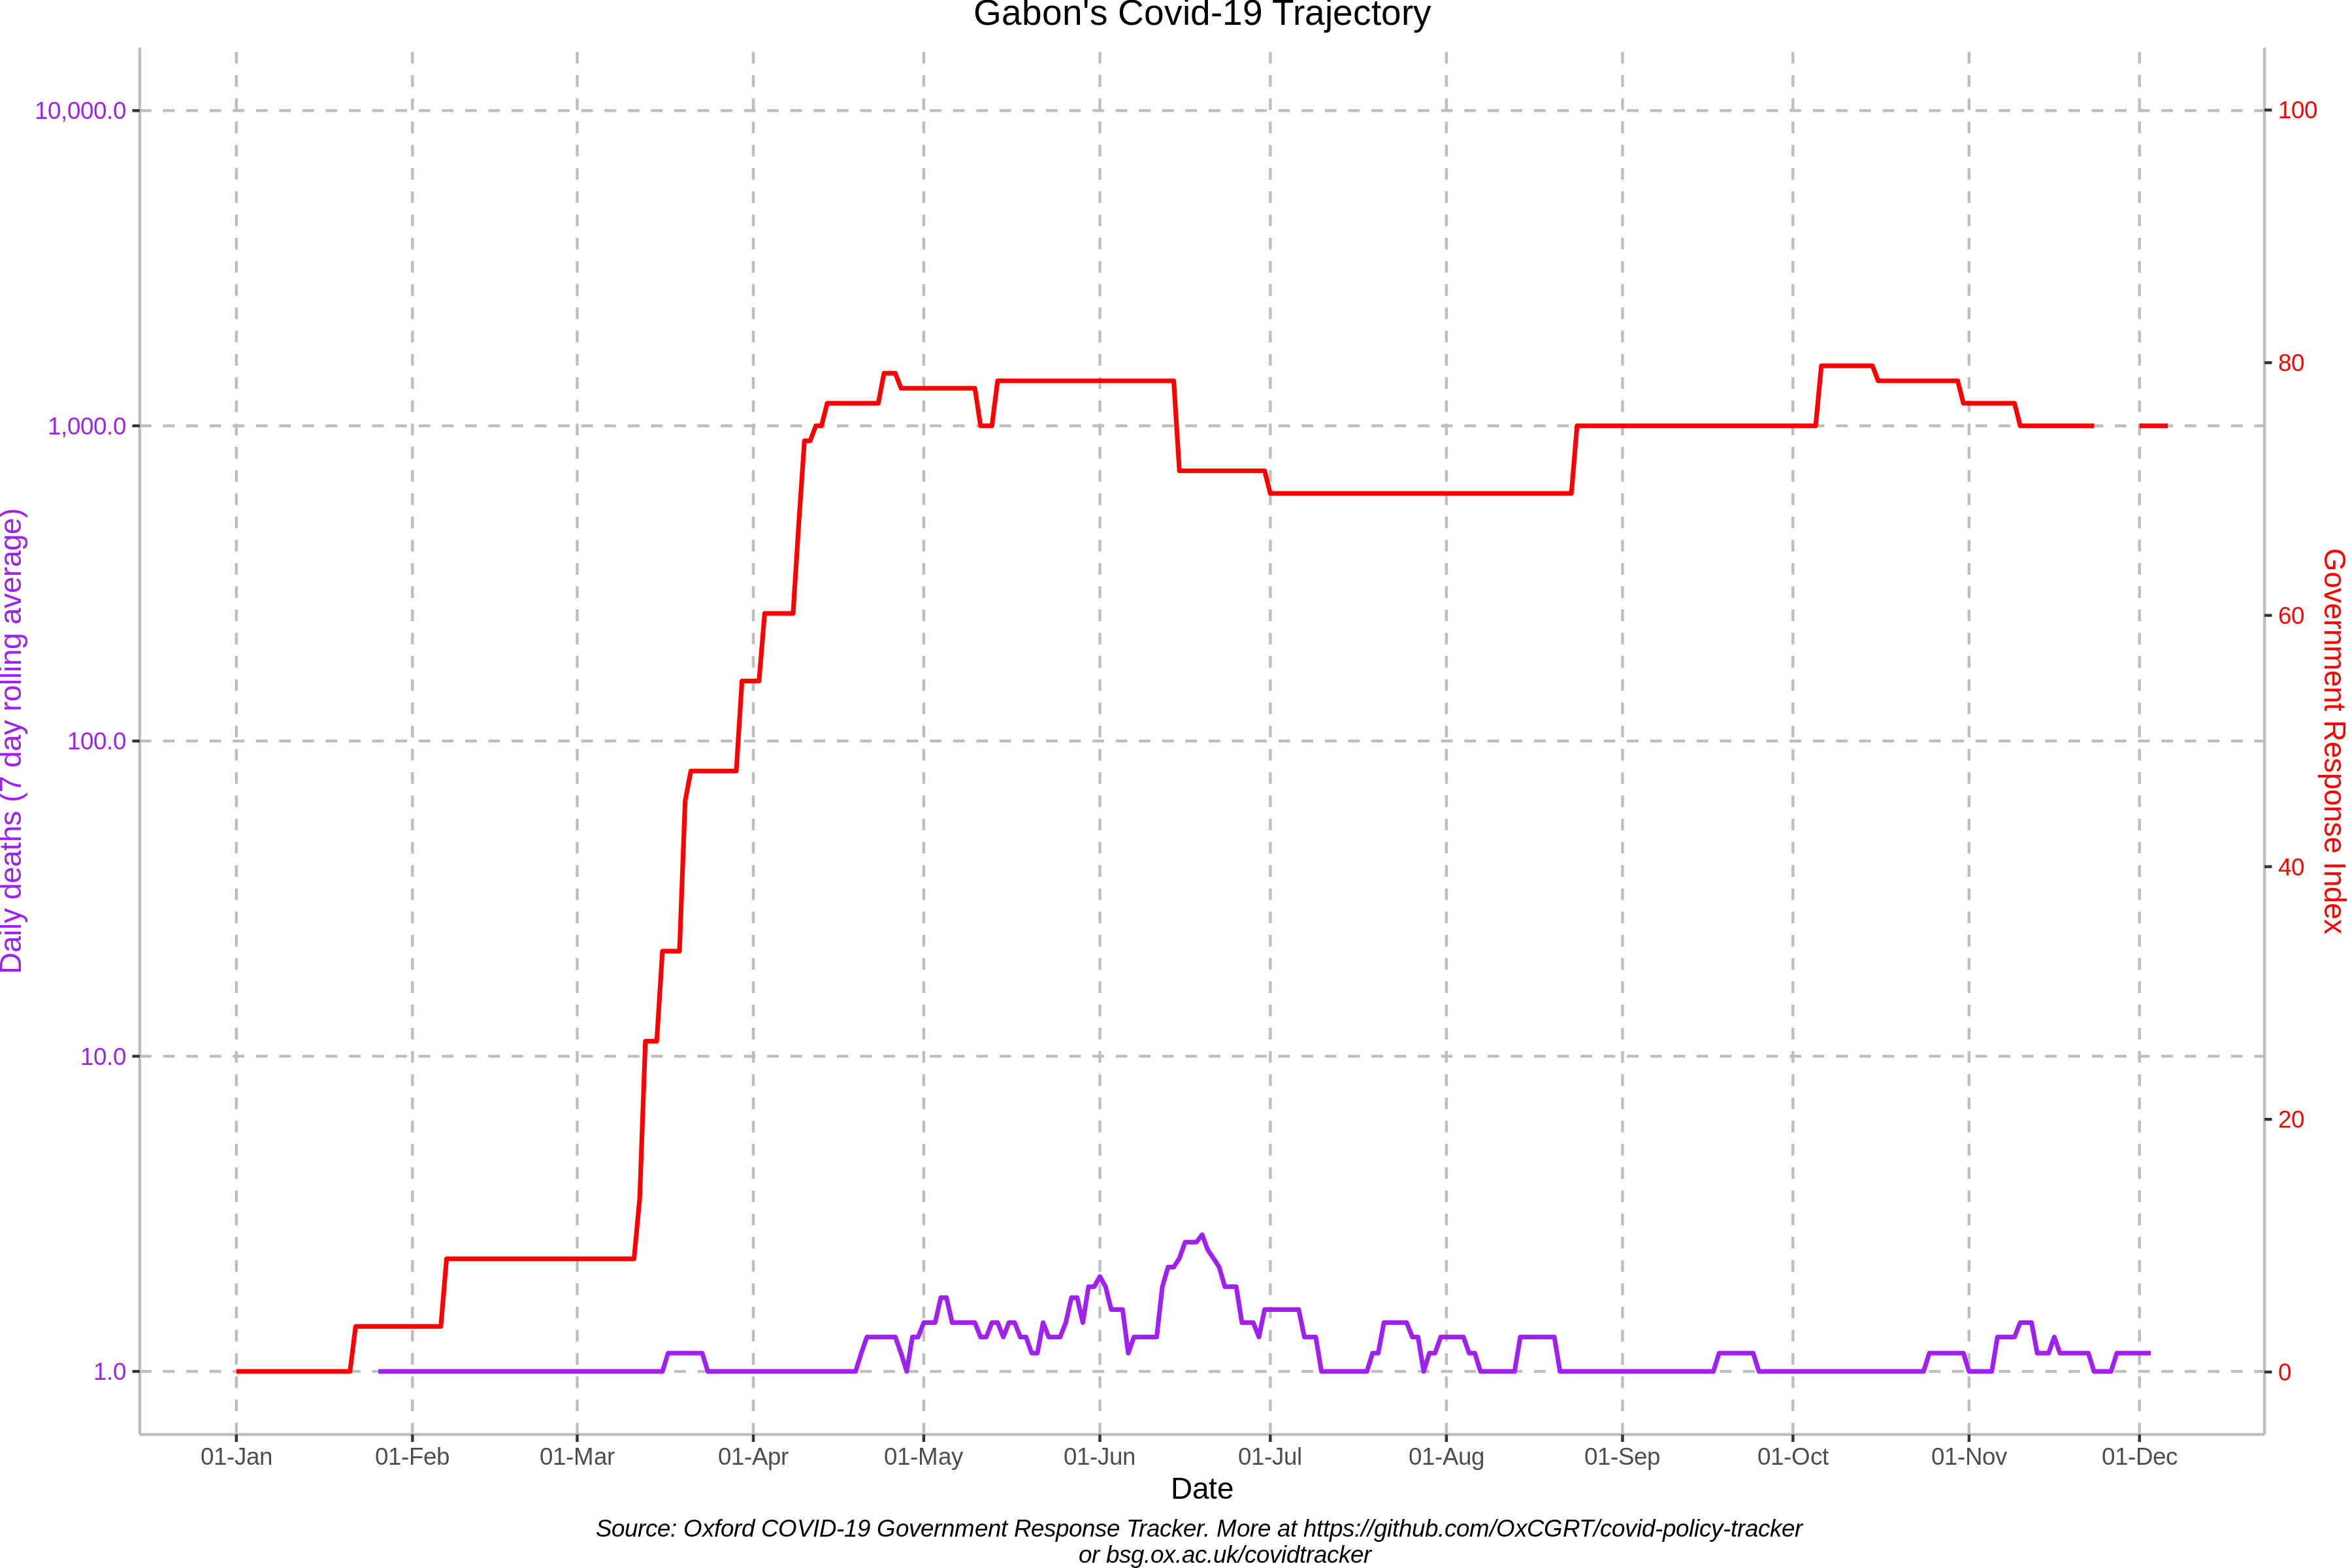 Gabon's Covid-19 Trajectory
10,000.0
1,000.0
100.0
10.0
1.0
Daily deaths (7 day rolling average)
100
80
60
40
20
0
Government Response Index
01-Jan 01-Feb 01-Mar 01-Apr 01-May 01-Jun 01-Jul 01-Aug 01-Sep 01-Oct 01-Nov 01-Dec
Date
Source: Oxford COVID-19 Government Response Tracker. More at https://github.com/OxCGRT/covid-policy-tracker
or bsg.ox.ac.uk/covidtracker